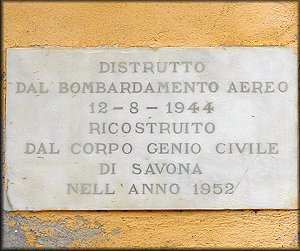 DISTRUTTO
DAL BOMBARDAMENTO AEREO
12-8-1944
RICOSTRUITO
DAL CORPO GENIO CIVILE
DI SAVONA
NELL'ANNO 1952